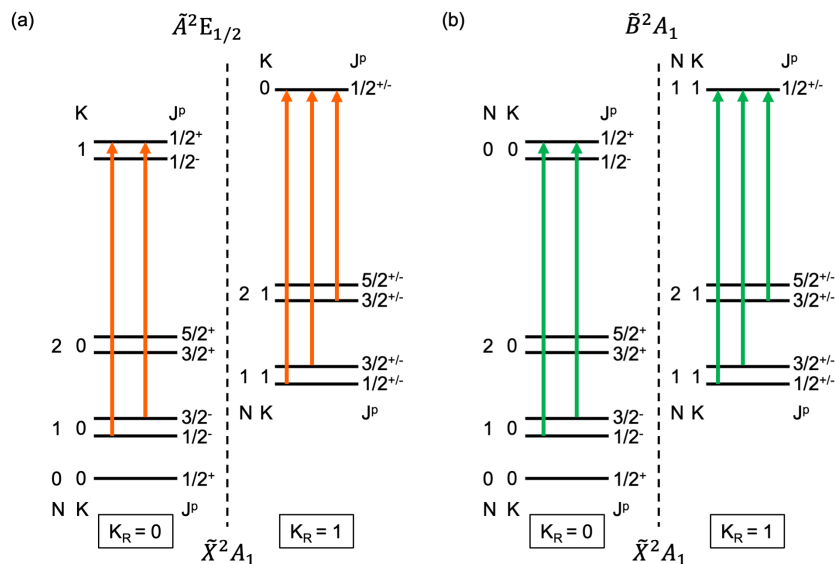 (a)
Ã²E₁/₂
K
Jᵖ
0
1/2⁺/⁻
K
Jᵖ
1
1/2⁺
1/2⁻
2 1
5/2⁺/⁻
3/2⁺/⁻
2 0
5/2⁺
3/2⁺
1 1
3/2⁺/⁻
1/2⁺/⁻
N K
Jᵖ
1 0
3/2⁻
1/2⁻
0 0
1/2⁺
N K
Jᵖ
K_R = 0
K_R = 1
X̃²A₁
(b)
B̃²A₁
N K
Jᵖ
1 1
1/2⁺/⁻
N K
Jᵖ
0 0
1/2⁺
1/2⁻
2 1
5/2⁺/⁻
3/2⁺/⁻
2 0
5/2⁺
3/2⁺
1 1
3/2⁺/⁻
1/2⁺/⁻
N K
Jᵖ
1 0
3/2⁻
1/2⁻
0 0
1/2⁺
N K
Jᵖ
K_R = 0
K_R = 1
X̃²A₁